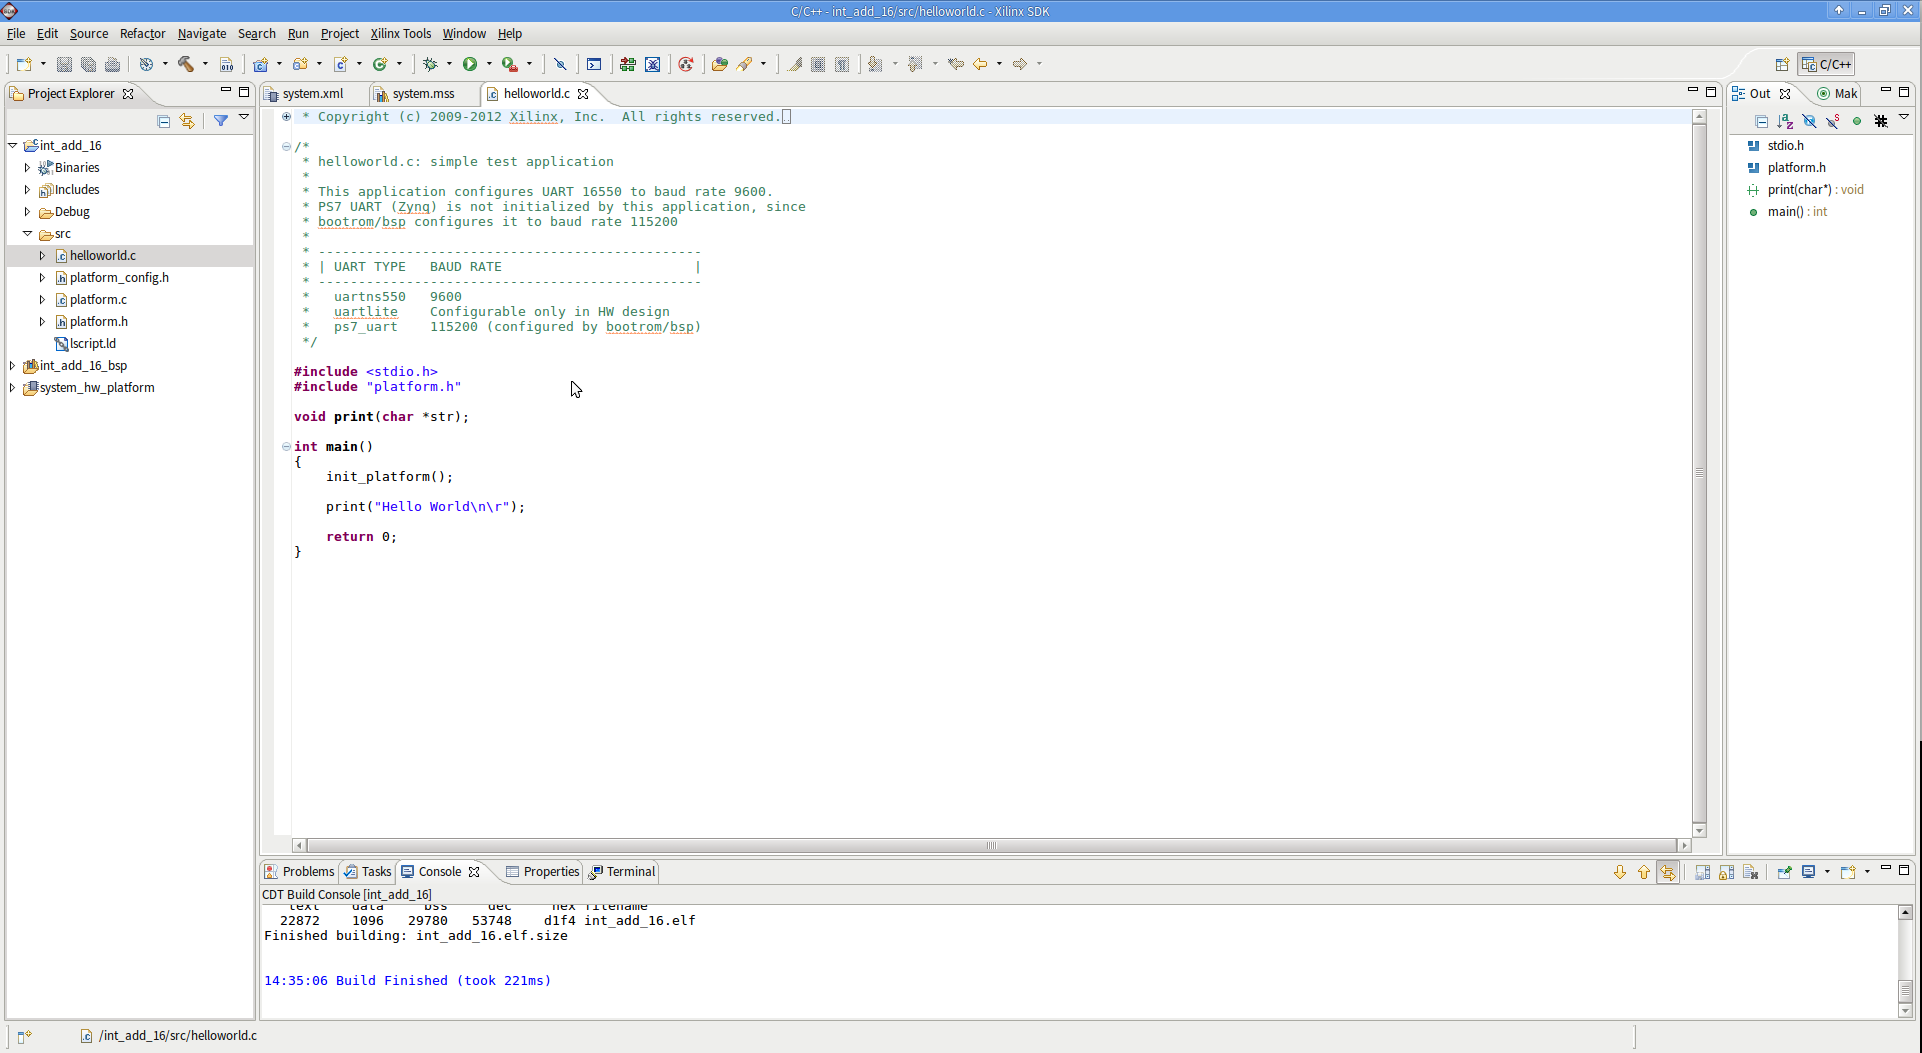 C/C++ - int_add_16/src/helloworld.c - Xilinx SDK
File Edit Source Refactor Navigate Search Run Project Xilinx Tools Window Help
C/C++
Project Explorer
int_add_16
Binaries
Includes
Debug
src
helloworld.c
platform_config.h
platform.c
platform.h
lscript.ld
int_add_16_bsp
system_hw_platform
system.xml system.mss helloworld.c
* Copyright (c) 2009-2012 Xilinx, Inc.  All rights reserved.
/*
* helloworld.c: simple test application
*
* This application configures UART 16550 to baud rate 9600.
* PS7 UART (Zynq) is not initialized by this application, since
* bootrom/bsp configures it to baud rate 115200
*
* ------------------------------------------------
* | UART TYPE   BAUD RATE                        |
* ------------------------------------------------
*   uartns550   9600
*   uartlite    Configurable only in HW design
*   ps7_uart    115200 (configured by bootrom/bsp)
*/
#include <stdio.h>
#include "platform.h"
void print(char *str);
int main()
{
init_platform();
print("Hello World\n\r");
return 0;
}
Out Mak
stdio.h
platform.h
print(char*) : void
main() : int
Problems Tasks Console Properties Terminal
CDT Build Console [int_add_16]
text data bss dec hex filename
22872 1096 29780 53748 d1f4 int_add_16.elf
Finished building: int_add_16.elf.size
14:35:06 Build Finished (took 221ms)
/int_add_16/src/helloworld.c